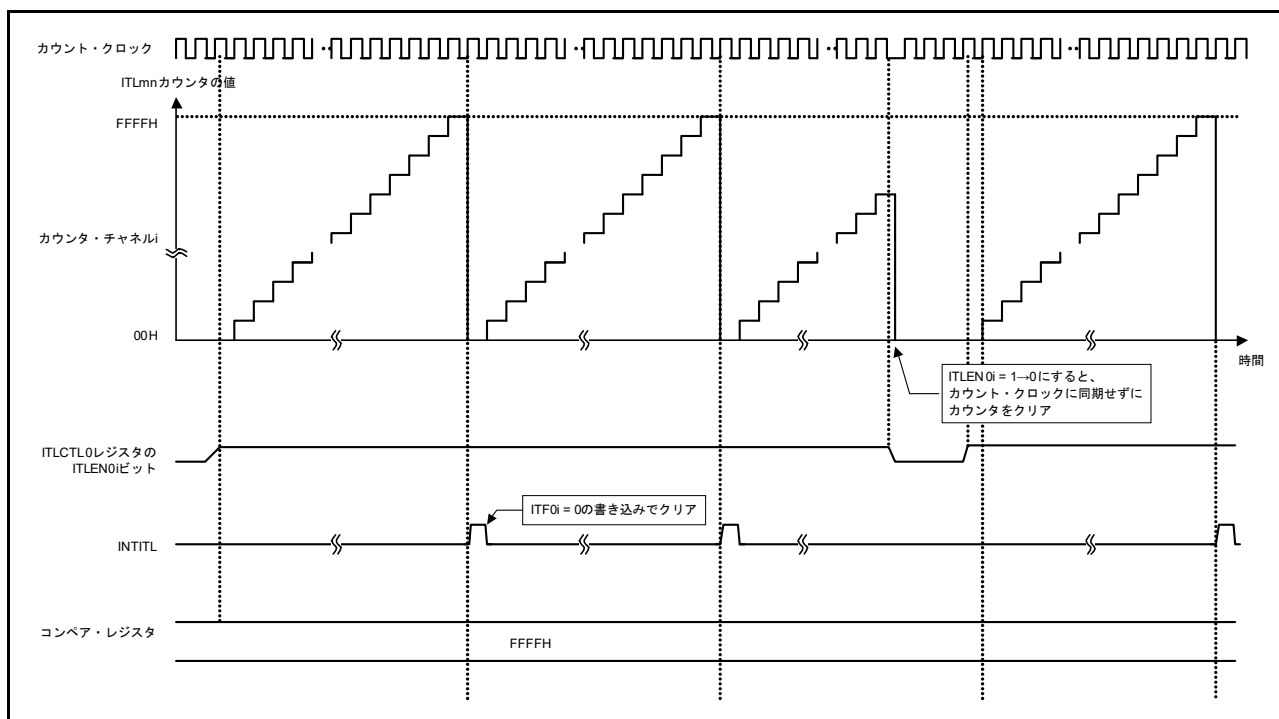 カウント・クロック
ITLmnカウンタの値
FFFFH
カウンタ・チャネルi
00H
時間
ITLEN0i = 1→0にすると、
カウント・クロックに同期せずに
カウンタをクリア
ITLCTL0レジスタの
ITLEN0iビット
ITF0i = 0の書き込みでクリア
INTITL
コンペア・レジスタ
FFFFH